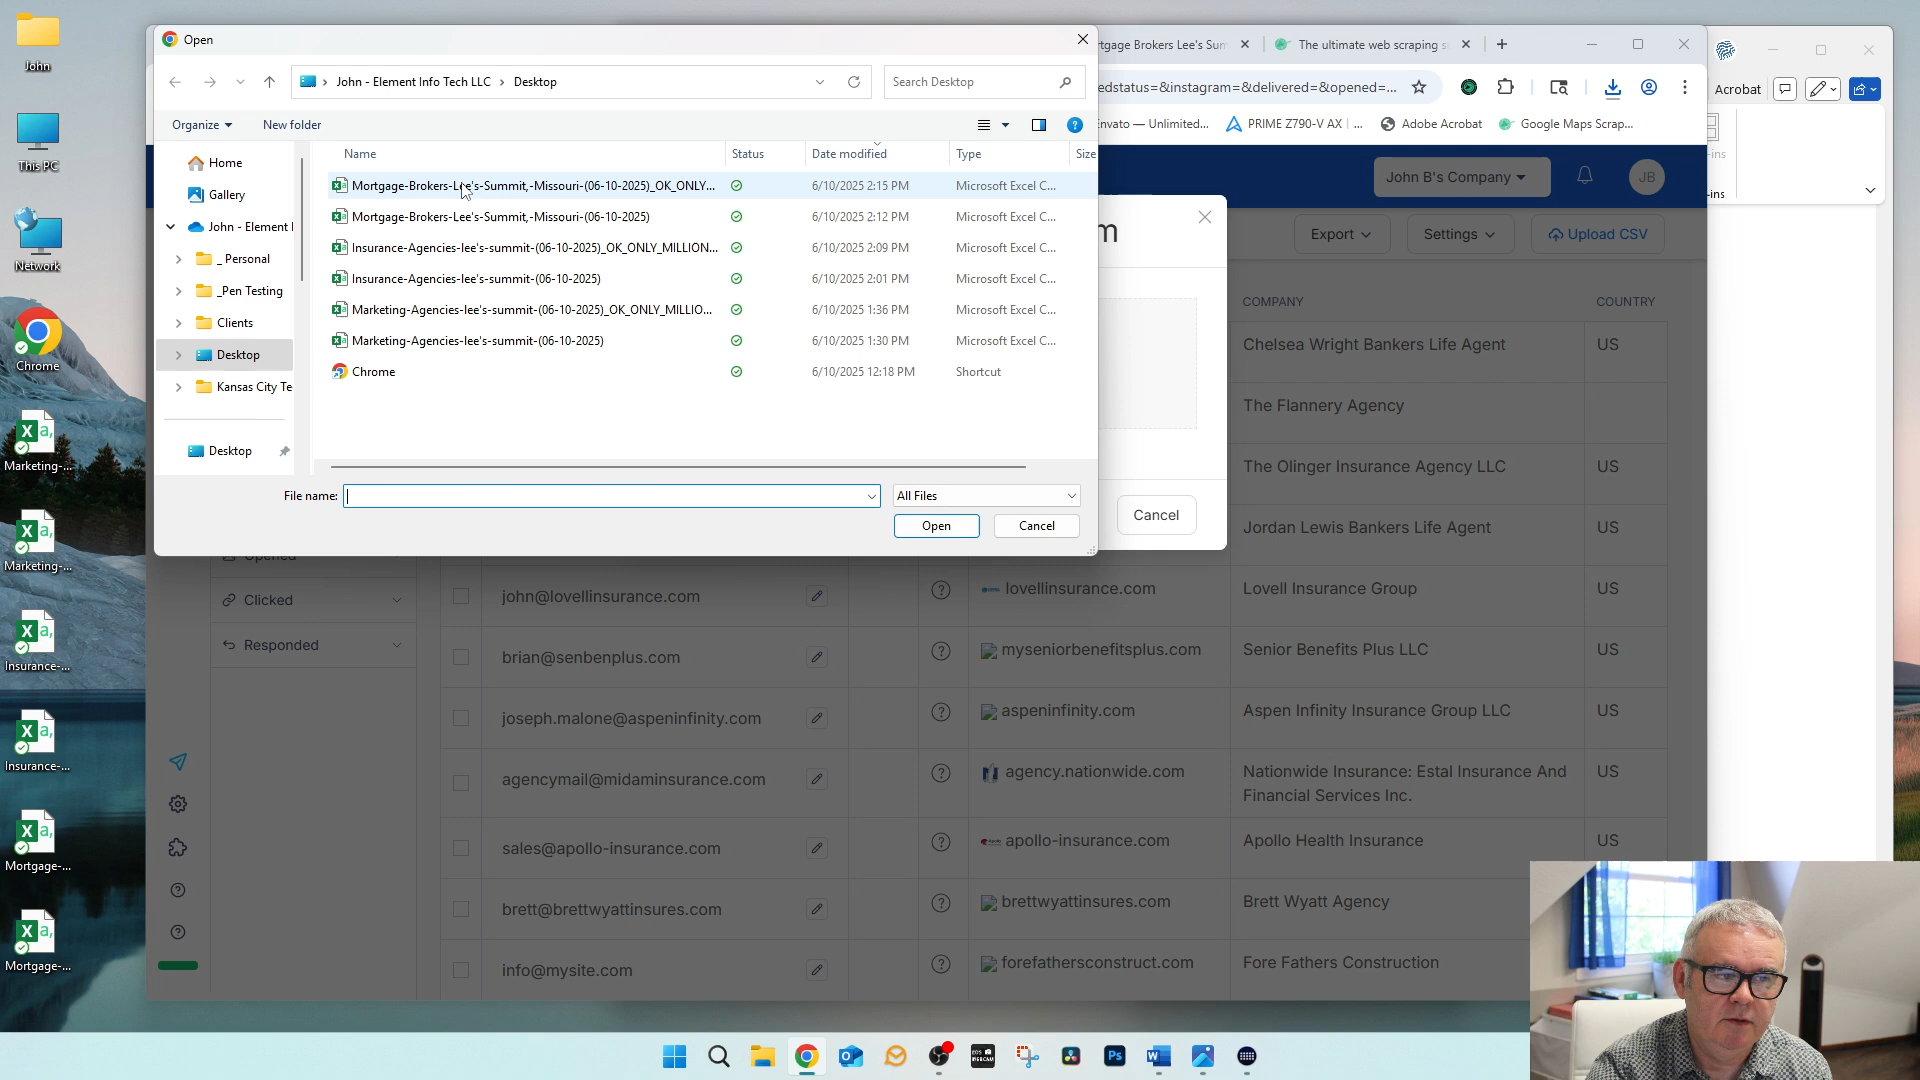 John
This PC
Network
Chrome
Marketing-...
Marketing-...
Insurance-...
Insurance-...
Mortgage-...
Mortgage-...
Open
John - Element Info Tech LLC > Desktop
Search Desktop
Organize
New folder
Home
Gallery
John - Element I
_ Personal
_Pen Testing
Clients
Desktop
Kansas City Te
Desktop
Name Status Date modified Type Size
Mortgage-Brokers-Lee's-Summit,-Missouri-(06-10-2025)_OK_ONLY... 6/10/2025 2:15 PM Microsoft Excel C...
Mortgage-Brokers-Lee's-Summit,-Missouri-(06-10-2025) 6/10/2025 2:12 PM Microsoft Excel C...
Insurance-Agencies-lee's-summit-(06-10-2025)_OK_ONLY_MILLION... 6/10/2025 2:09 PM Microsoft Excel C...
Insurance-Agencies-lee's-summit-(06-10-2025) 6/10/2025 2:01 PM Microsoft Excel C...
Marketing-Agencies-lee's-summit-(06-10-2025)_OK_ONLY_MILLIO... 6/10/2025 1:36 PM Microsoft Excel C...
Marketing-Agencies-lee's-summit-(06-10-2025) 6/10/2025 1:30 PM Microsoft Excel C...
Chrome 6/10/2025 12:18 PM Shortcut
File name:
All Files
Open
Cancel
rtgage Brokers Lee's Sum
The ultimate web scraping s
edstatus=&instagram=&delivered=&opened=...
Envato — Unlimited...
PRIME Z790-V AX | ...
Adobe Acrobat
Google Maps Scrap...
Acrobat
-ins
-ins
John B's Company
JB
m
Export
Settings
Upload CSV
Cancel
COMPANY COUNTRY
Chelsea Wright Bankers Life Agent US
The Flannery Agency
The Olinger Insurance Agency LLC US
Jordan Lewis Bankers Life Agent US
Opened
Clicked
Responded
john@lovellinsurance.com lovellinsurance.com Lovell Insurance Group US
brian@senbenplus.com myseniorbenefitsplus.com Senior Benefits Plus LLC US
joseph.malone@aspeninfinity.com aspeninfinity.com Aspen Infinity Insurance Group LLC US
agencymail@midaminsurance.com agency.nationwide.com Nationwide Insurance: Estal Insurance And US
Financial Services Inc.
sales@apollo-insurance.com apollo-insurance.com Apollo Health Insurance US
brett@brettwyattinsures.com brettwyattinsures.com Brett Wyatt Agency
info@mysite.com forefathersconstruct.com Fore Fathers Construction
EOS
WEBCAM
Ps